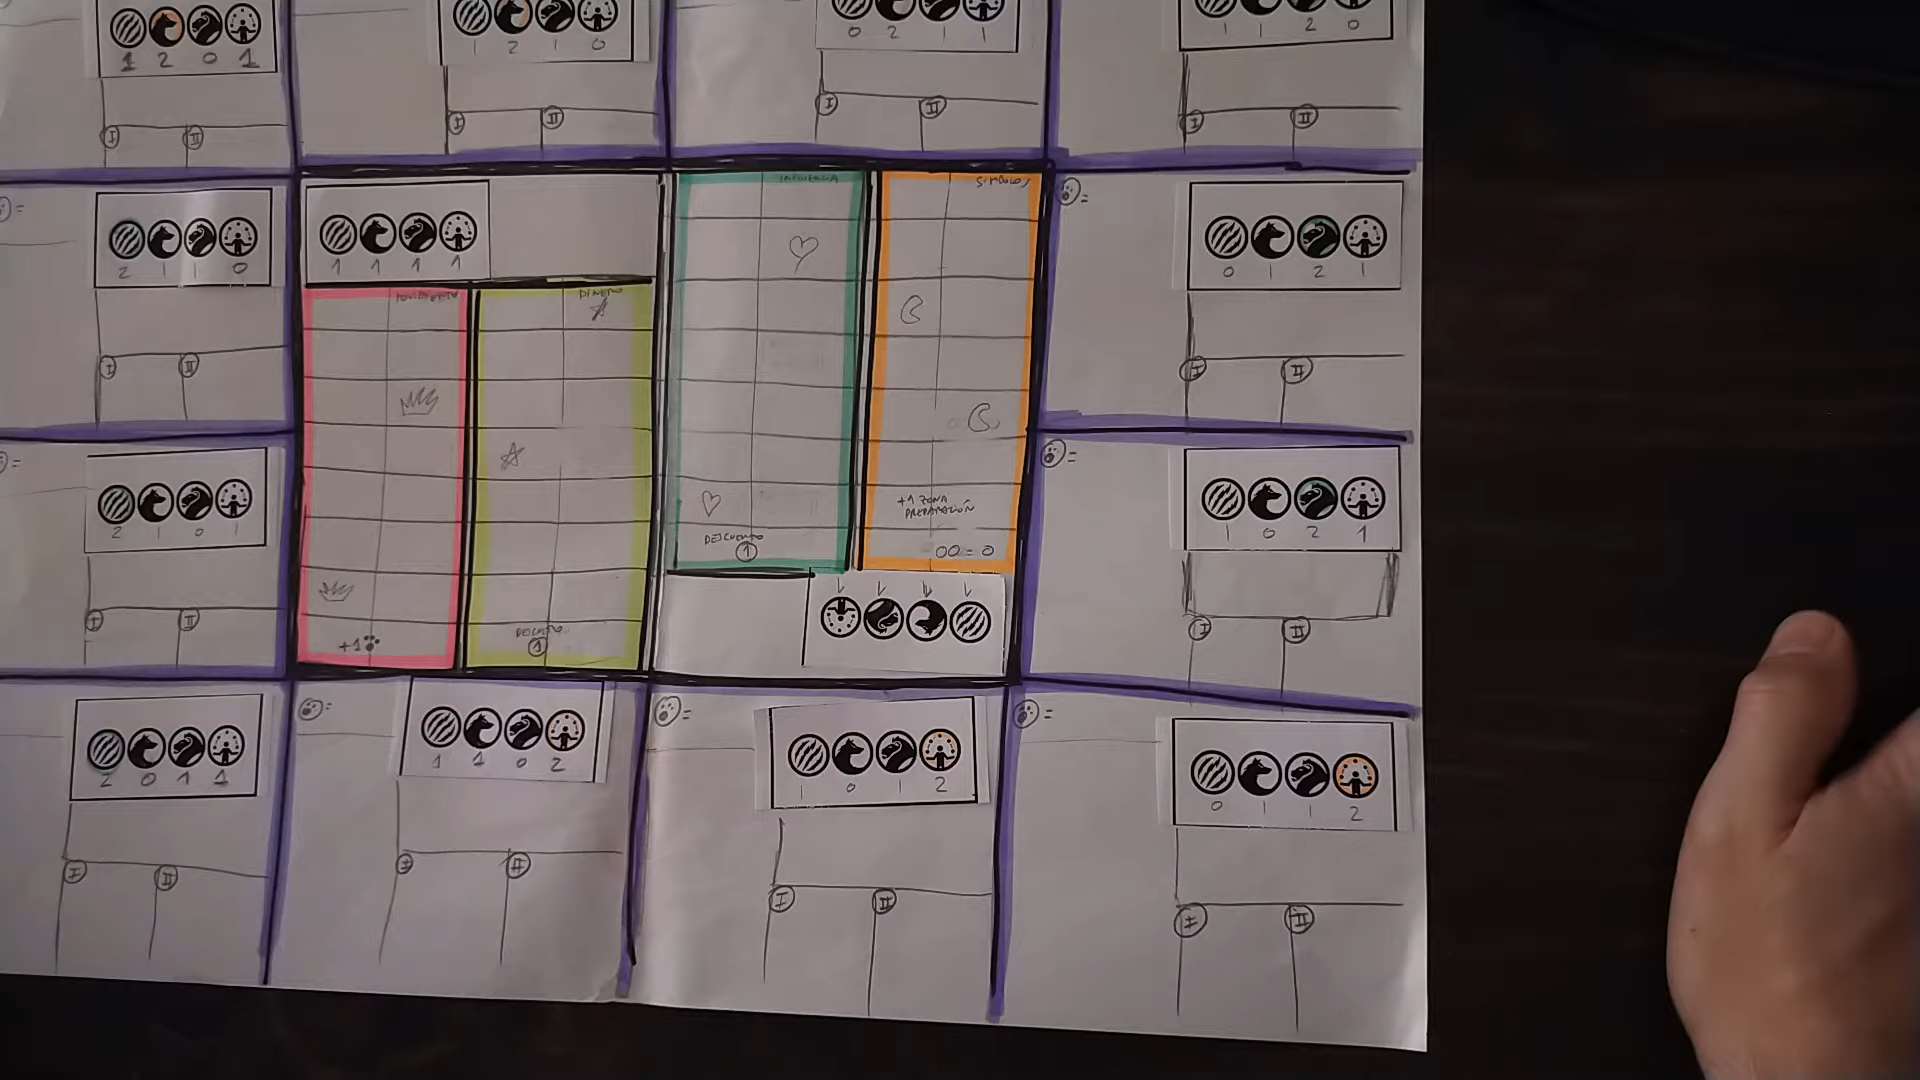 1 2 0 1
1 2 1 0
0 2 1 1
1 1 2 0
I II
I II
I II
I II
=
2 1 1 0
1 1 1 1
INFLUENCIA
SIMBOLOS
=
0 1 2 1
DINERO
I II
I II
=
2 1 0 1
+1 ZONA
PREPARACIÓN
DESCUENTO
1
00 = 0
=
1 0 2 1
I II
I II
+1
DESCUENTO
1
2 0 1 1
=
1 1 0 2
=
1 0 1 2
=
0 1 1 2
I II
I II
I II
I II